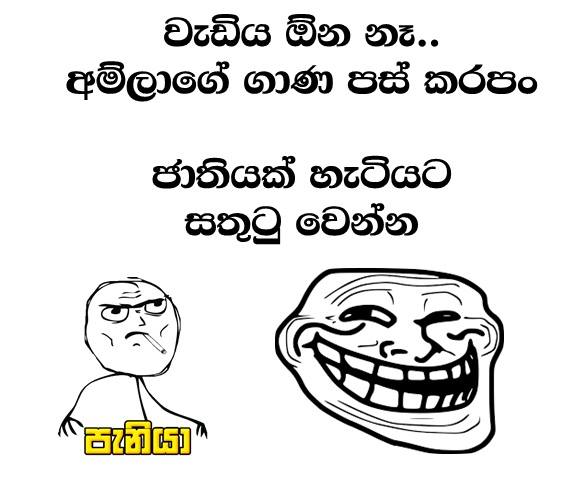 වැඩිය ඕන නෑ..
අම්ලාගේ ගාණ පස් කරපං
ජාතියක් හැටියට
සතුටු වෙන්න
පැනියා